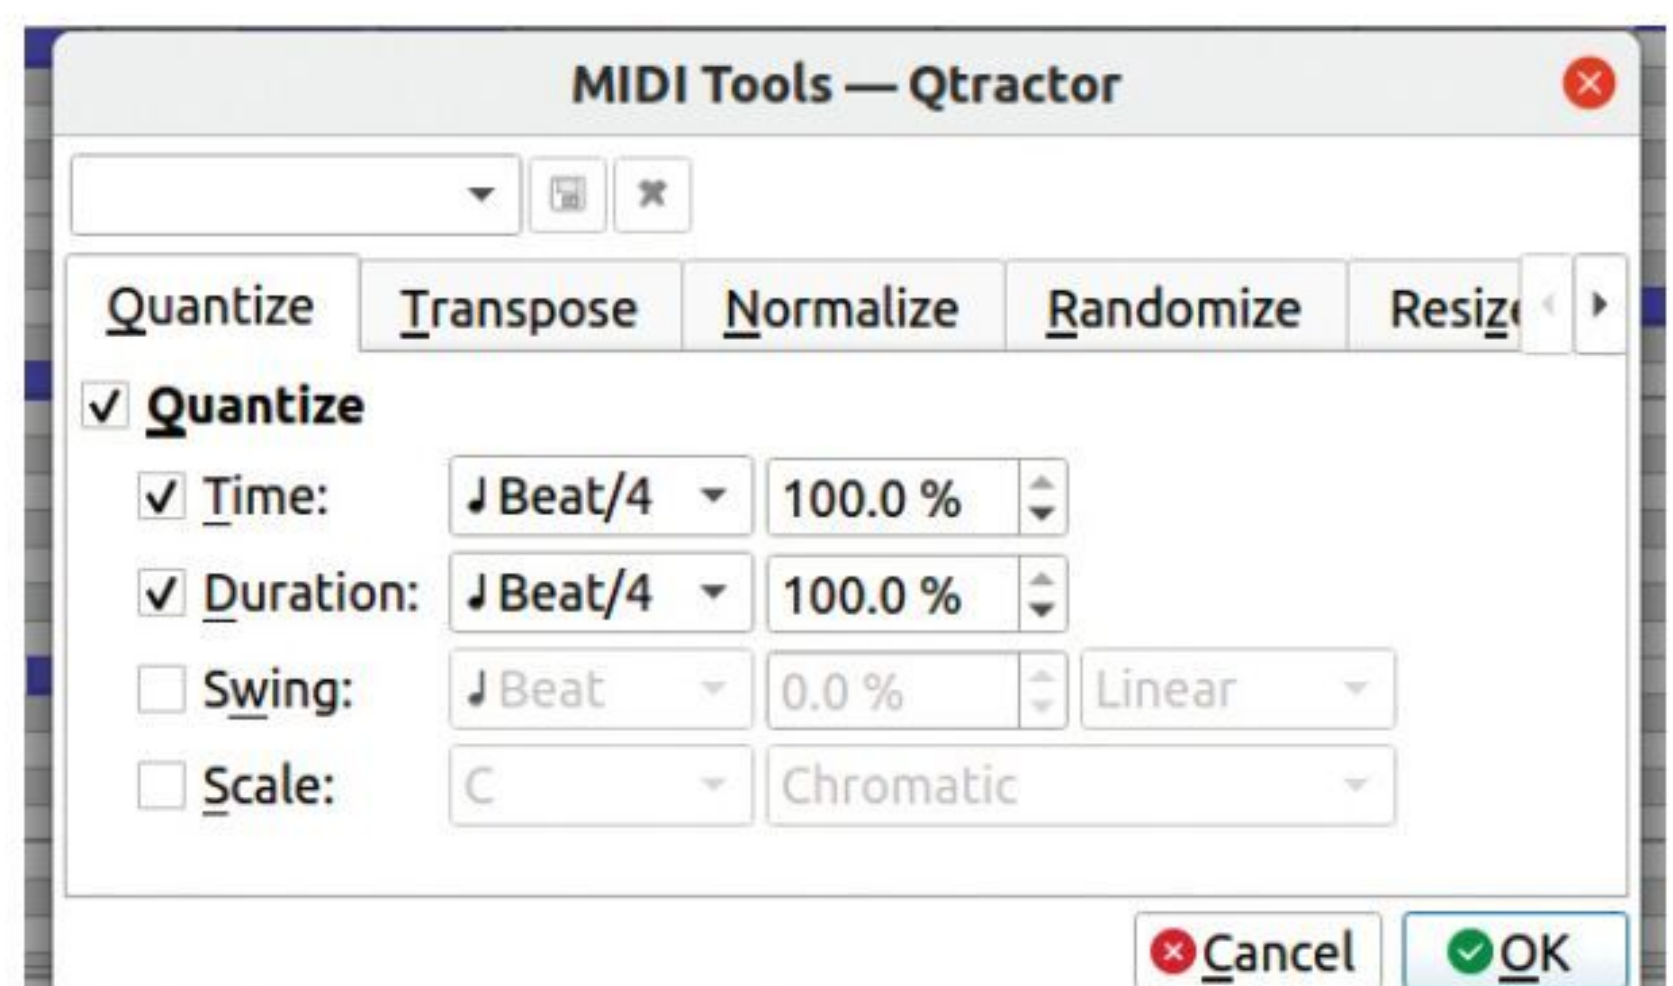 MIDI Tools — Qtractor
Quantize Transpose Normalize Randomize Resize
Quantize
Time: Beat/4 100.0 %
Duration: Beat/4 100.0 %
Swing: Beat 0.0 % Linear
Scale: C Chromatic
Cancel OK